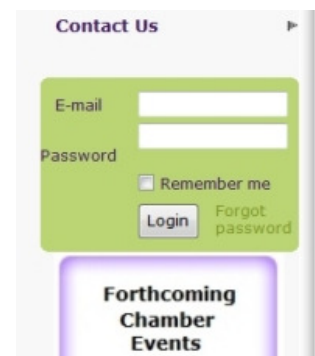 Contact Us
E-mail
Password
Remember me
Login
Forgot
password
Forthcoming
Chamber
Events